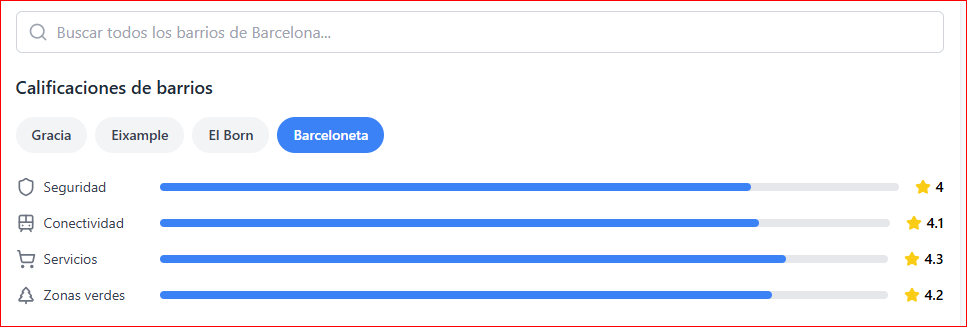 Buscar todos los barrios de Barcelona...
Calificaciones de barrios
Gracia Eixample El Born Barceloneta
Seguridad 4
Conectividad 4.1
Servicios 4.3
Zonas verdes 4.2